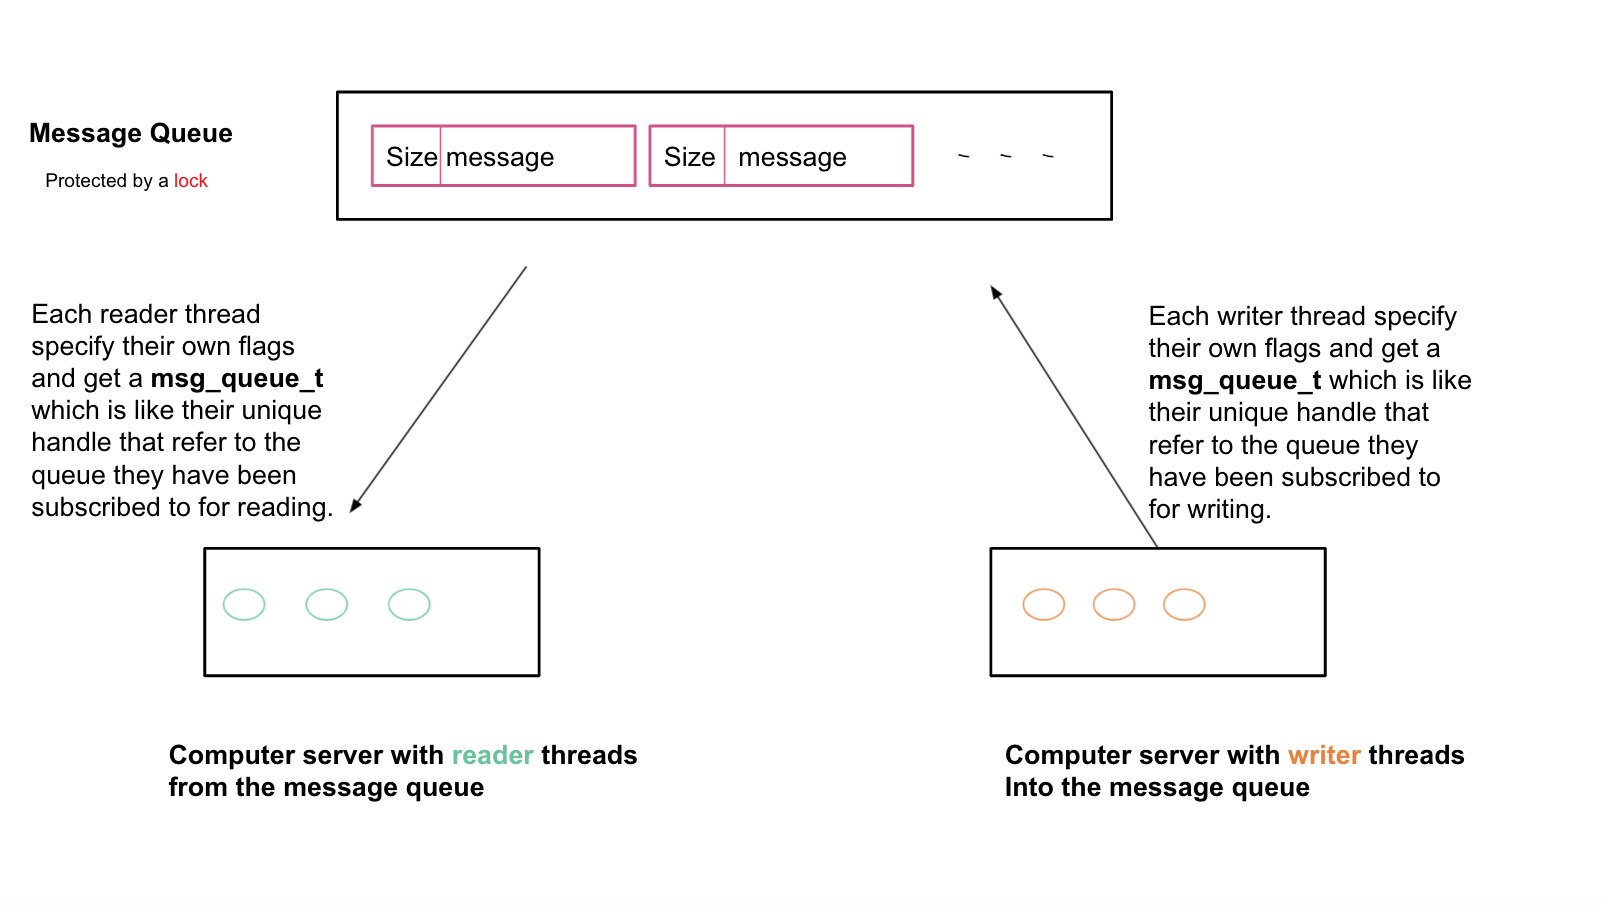 Message Queue
Protected by a lock
Size message
Size message
Each reader thread
specify their own flags
and get a msg_queue_t
which is like their unique
handle that refer to the
queue they have been
subscribed to for reading.
Each writer thread specify
their own flags and get a
msg_queue_t which is like
their unique handle that
refer to the queue they
have been subscribed to
for writing.
Computer server with reader threads
from the message queue
Computer server with writer threads
Into the message queue